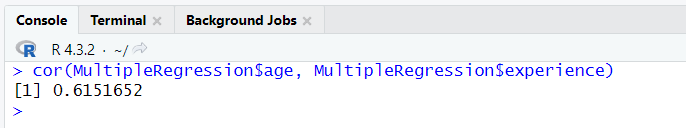 Console Terminal Background Jobs
R R 4.3.2 · ~/
> cor(MultipleRegression$age, MultipleRegression$experience)
[1] 0.6151652
>